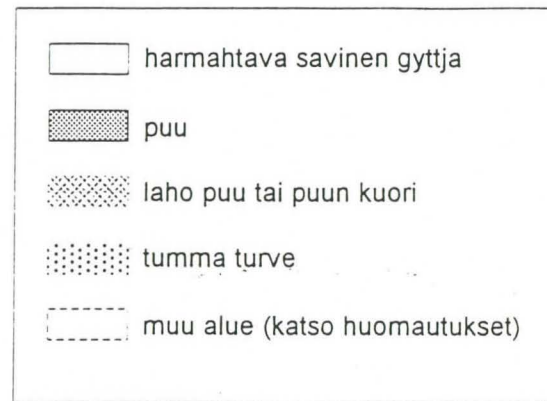 harmahtava savinen gyttja
puu
laho puu tai puun kuori
tumma turve
muu alue (katso huomautukset)